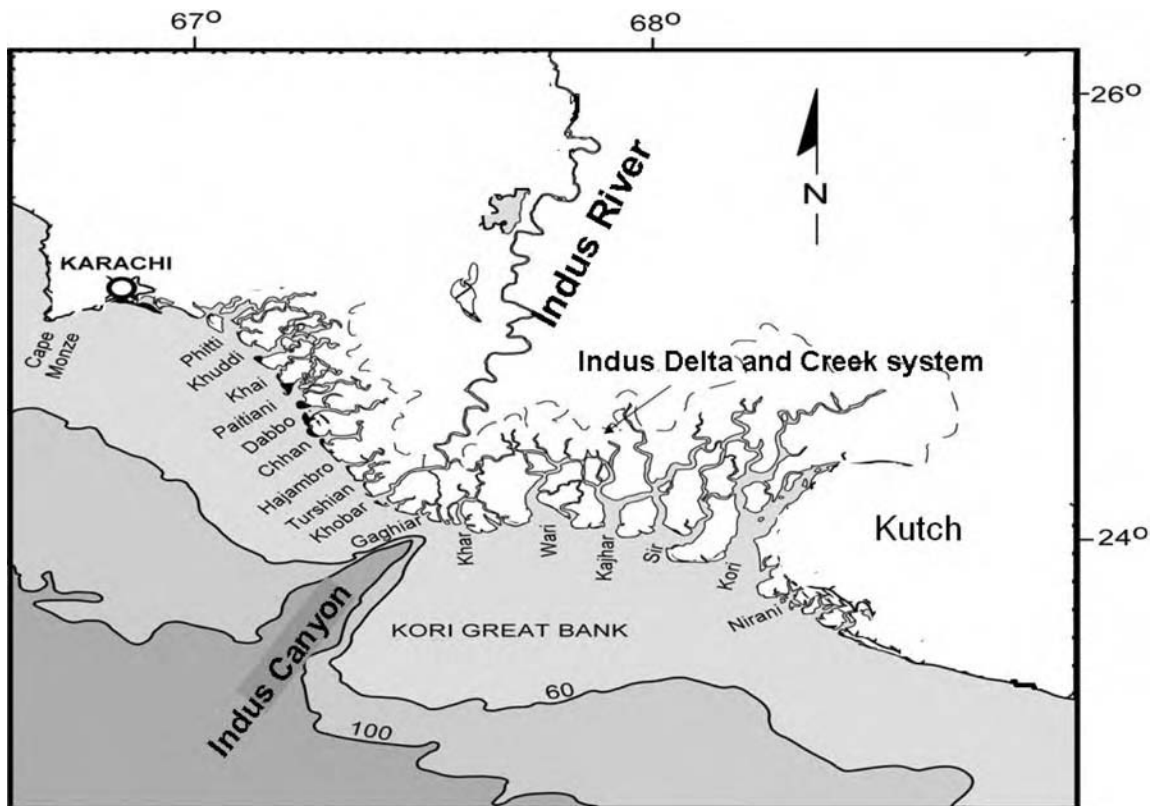 67º
68º
26º
Indus River
N
KARACHI
Cape
Monze
Phitti
Khuddi
Khai
Paitiani
Dabbo
Chhan
Hajambro
Turshian
Khobar
Gaghiar
Indus Delta and Creek system
Khar
Wari
Kajhar
Sir
Kori
Nirani
Kutch
24º
Indus Canyon
KORI GREAT BANK
60
100